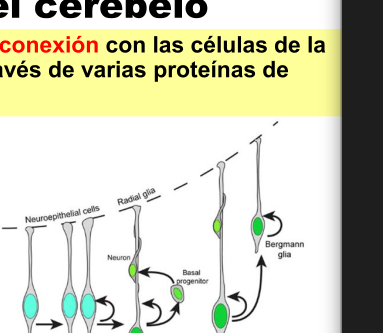 el cerebelo
conexión con las células de la
avés de varias proteínas de
Neuroepithelial cells
Radial glia
Neuron
Basal
progenitor
Bergmann
glia